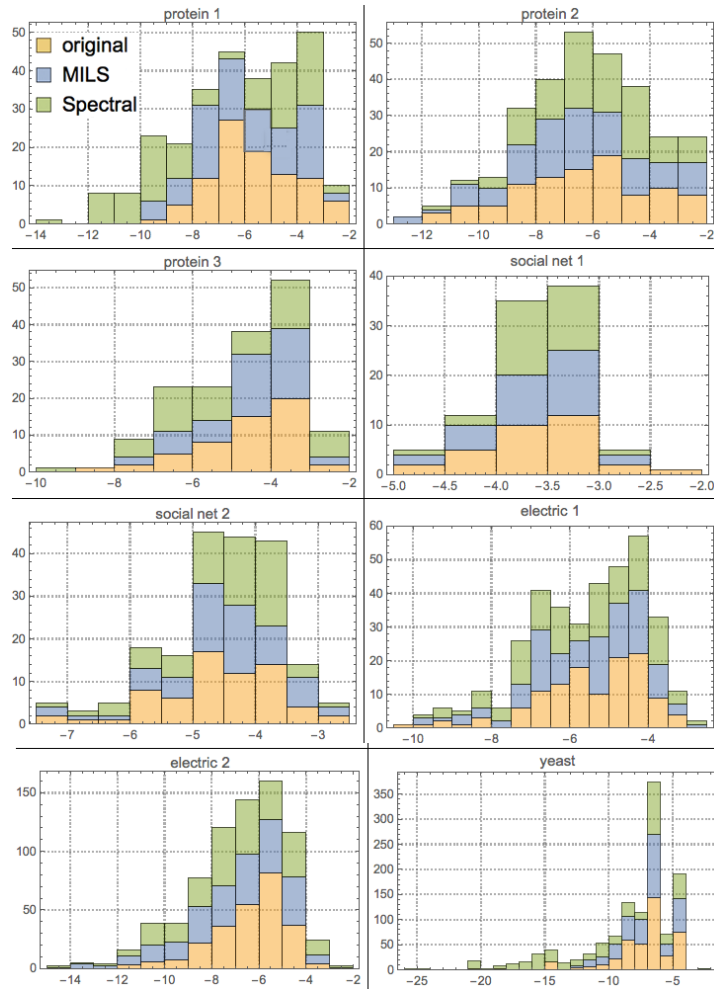 protein 1
50
original
40
MILS
30
Spectral
20
10
0
−14 −12 −10 −8 −6 −4 −2
protein 2
50
40
30
20
10
0
−12 −10 −8 −6 −4 −2
protein 3
50
40
30
20
10
0
−10 −8 −6 −4 −2
social net 1
40
30
20
10
0
−5.0 −4.5 −4.0 −3.5 −3.0 −2.5 −2.0
social net 2
40
30
20
10
0
−7 −6 −5 −4 −3
electric 1
60
50
40
30
20
10
0
−10 −8 −6 −4
electric 2
150
100
50
0
−14 −12 −10 −8 −6 −4 −2
yeast
350
300
250
200
150
100
50
0
−25 −20 −15 −10 −5